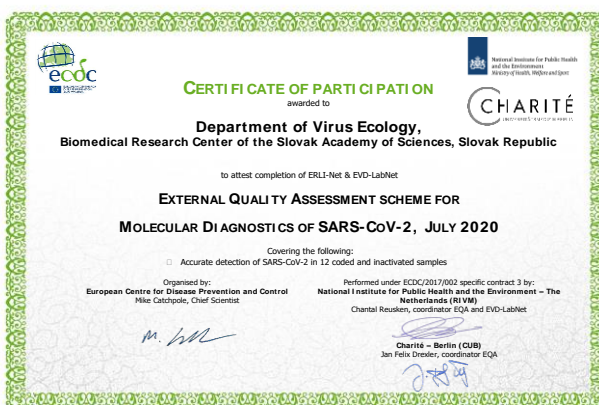 ecdc
National Institute for Public Health
and the Environment
Ministry of Health, Welfare and Sport
CHARITÉ
CERTIFICATE OF PARTICIPATION
awarded to
Department of Virus Ecology,
Biomedical Research Center of the Slovak Academy of Sciences, Slovak Republic
to attest completion of ERLI-Net & EVD-LabNet
EXTERNAL QUALITY ASSESSMENT SCHEME FOR
MOLECULAR DIAGNOSTICS OF SARS-COV-2, JULY 2020
Covering the following:
Accurate detection of SARS-CoV-2 in 12 coded and inactivated samples
Organised by:
European Centre for Disease Prevention and Control
Mike Catchpole, Chief Scientist
Performed under ECDC/2017/002 specific contract 3 by:
National Institute for Public Health and the Environment – The
Netherlands (RIVM)
Chantal Reusken, coordinator EQA and EVD-LabNet
Charité – Berlin (CUB)
Jan Felix Drexler, coordinator EQA